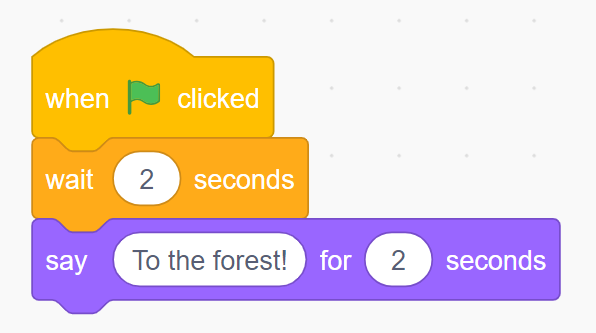 when clicked
wait 2 seconds
say To the forest! for 2 seconds